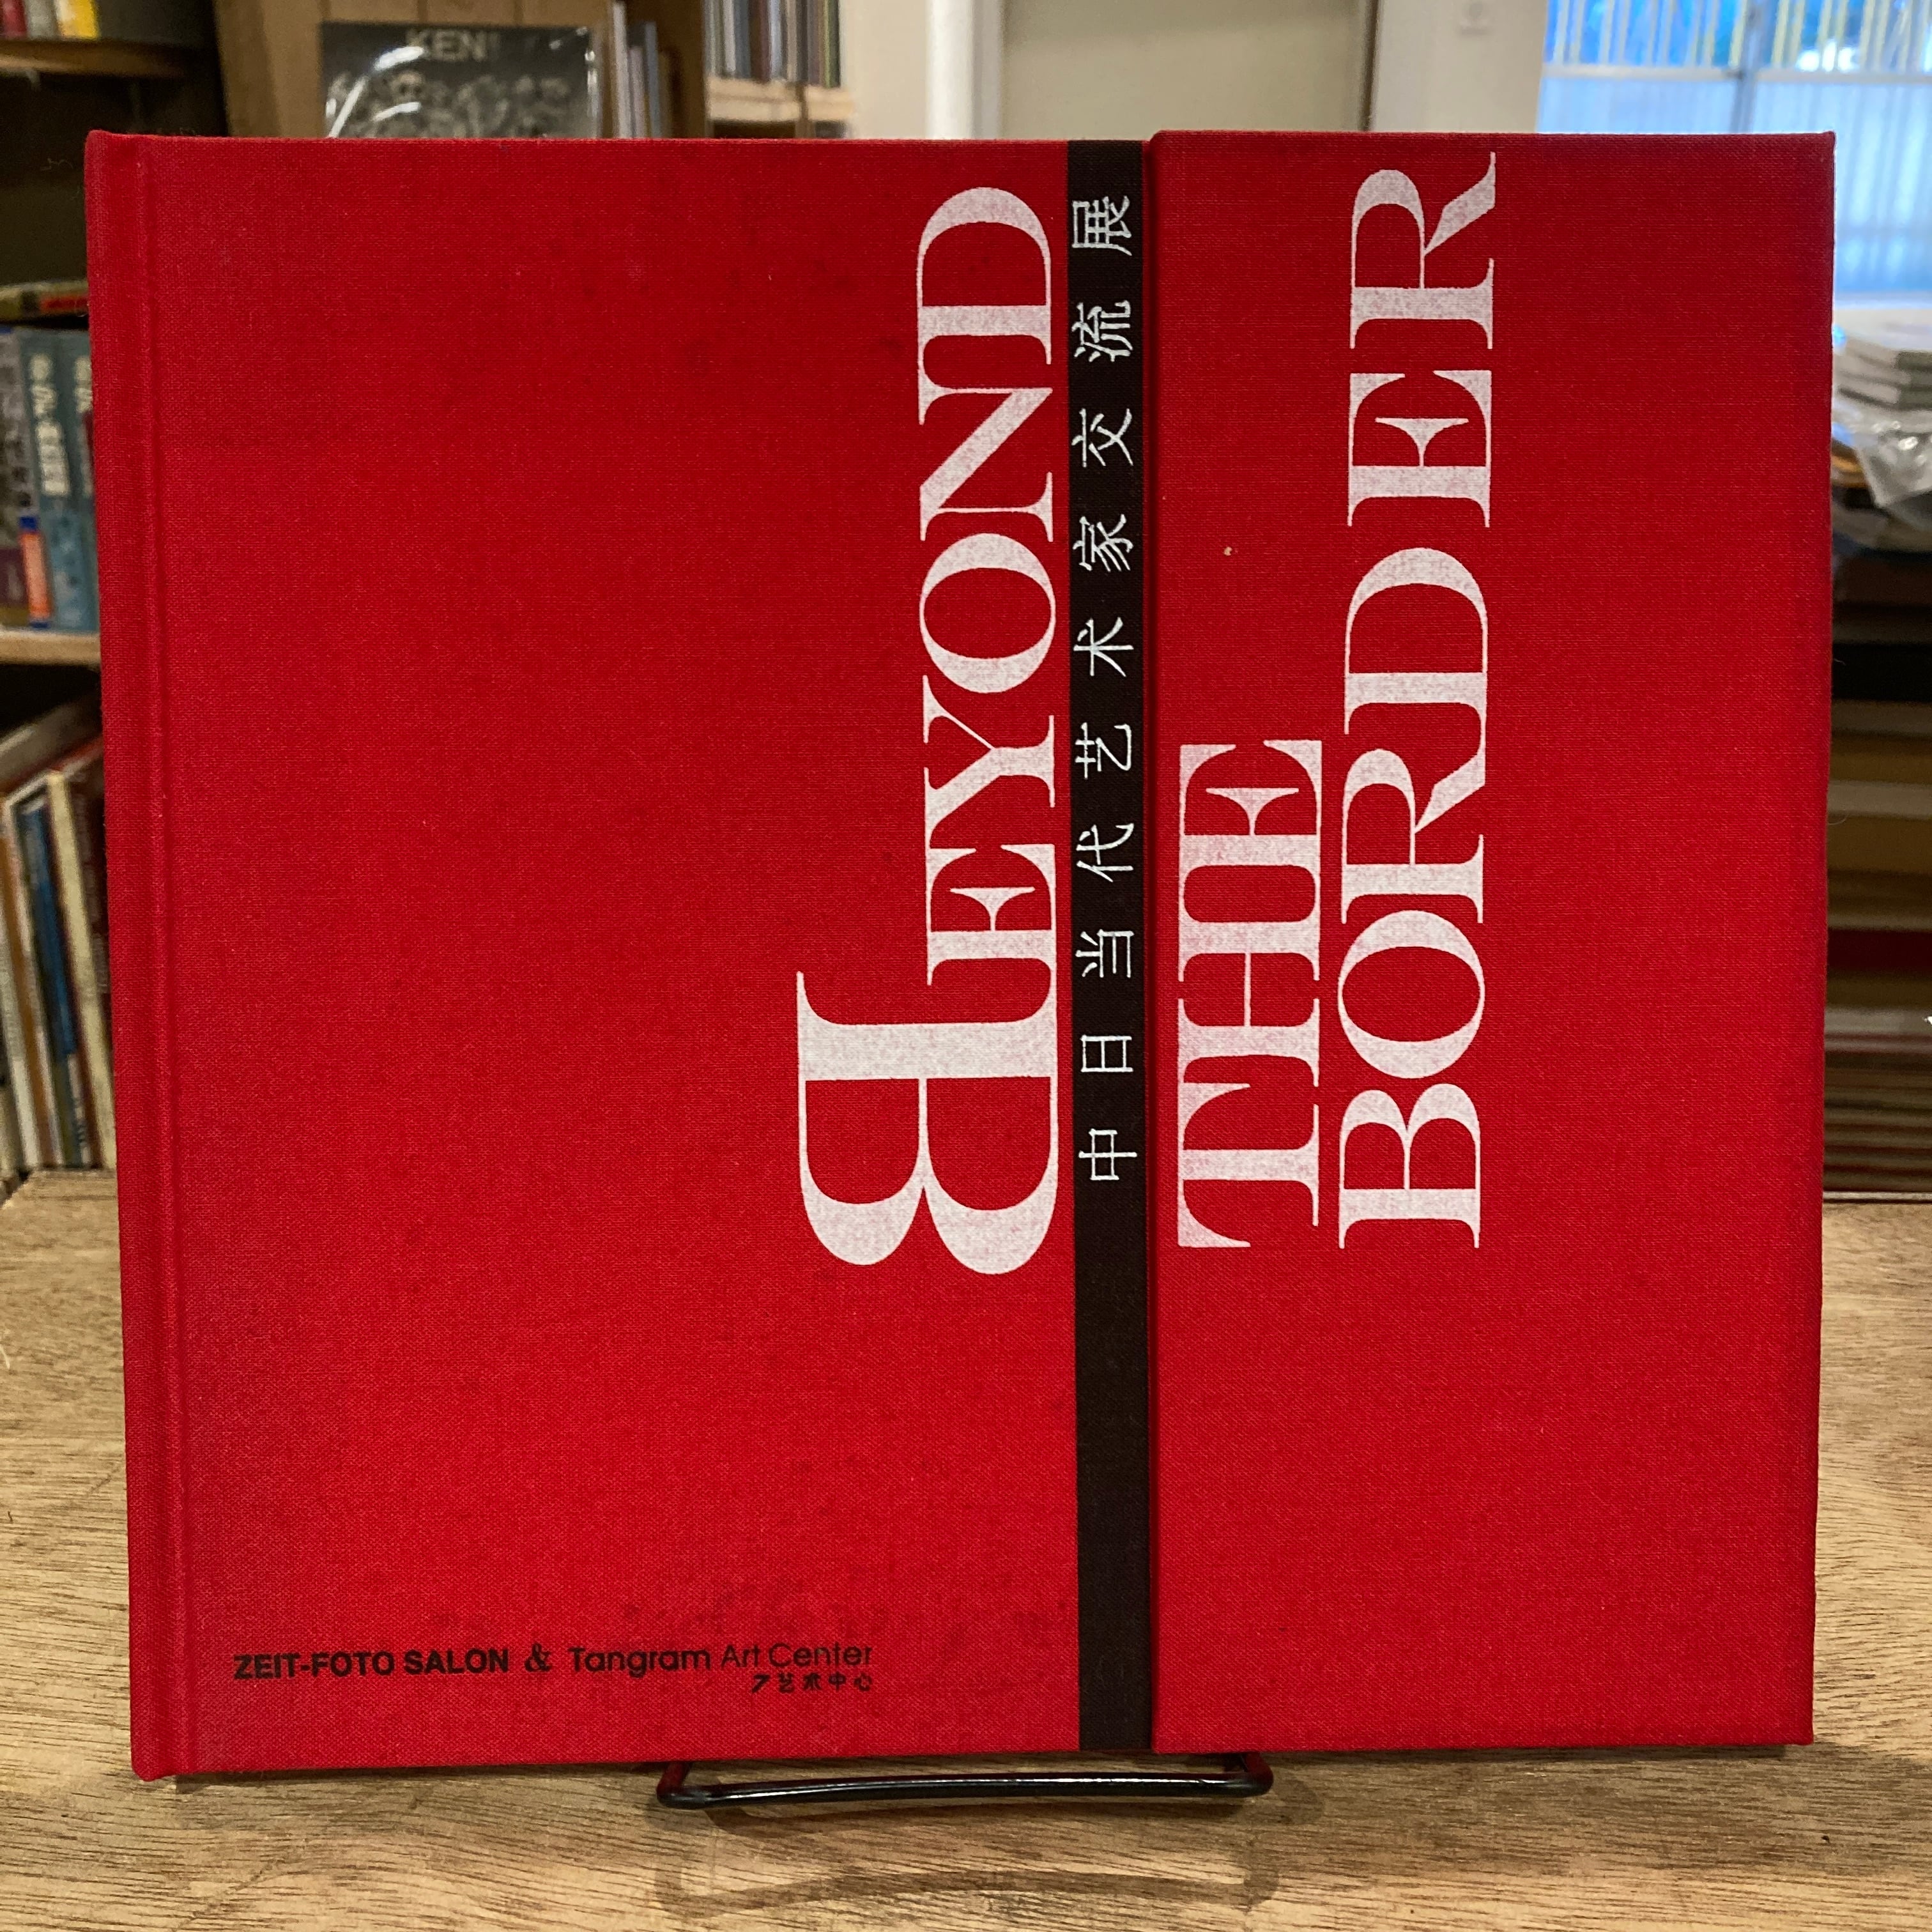 BEYOND
中日当代艺术家交流展
THE
BORDER
ZEIT-FOTO SALON & Tangram Art Center
7艺术中心
KEN!